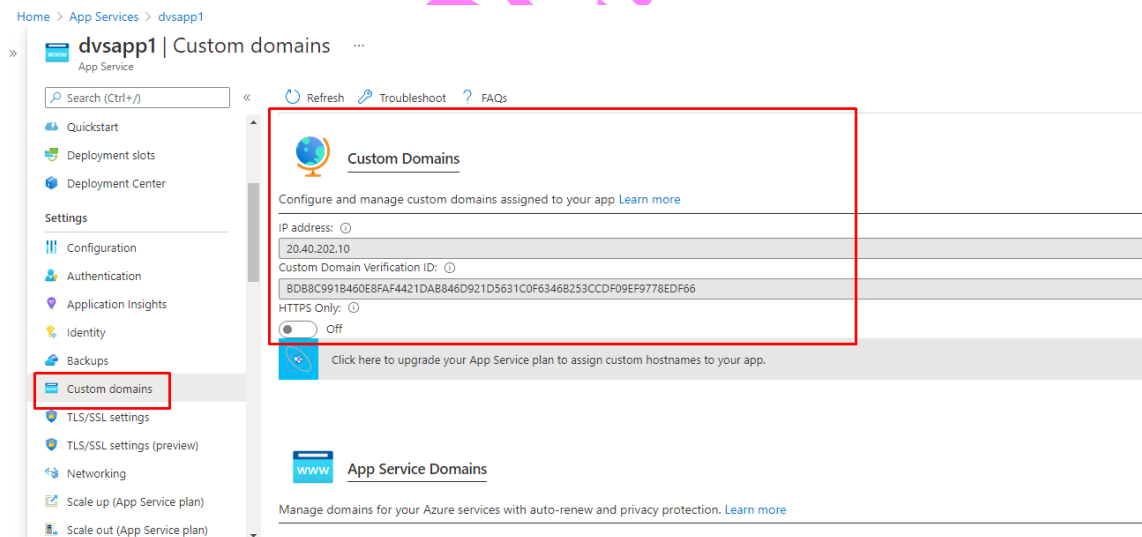 Home > App Services > dvsapp1
»
dvsapp1 | Custom domains ...
App Service
Search (Ctrl+/)
«
Refresh Troubleshoot ? FAQs
Quickstart
Deployment slots
Deployment Center
Settings
Configuration
Authentication
Application Insights
Identity
Backups
Custom domains
TLS/SSL settings
TLS/SSL settings (preview)
Networking
Scale up (App Service plan)
Scale out (App Service plan)
Custom Domains
Configure and manage custom domains assigned to your app Learn more
IP address:
20.40.202.10
Custom Domain Verification ID:
BDB8C991B460E8FAF4421DAB846D921D5631C0F6346B253CCDF09EF9778EDF66
HTTPS Only:
Off
Click here to upgrade your App Service plan to assign custom hostnames to your app.
www
App Service Domains
Manage domains for your Azure services with auto-renew and privacy protection. Learn more